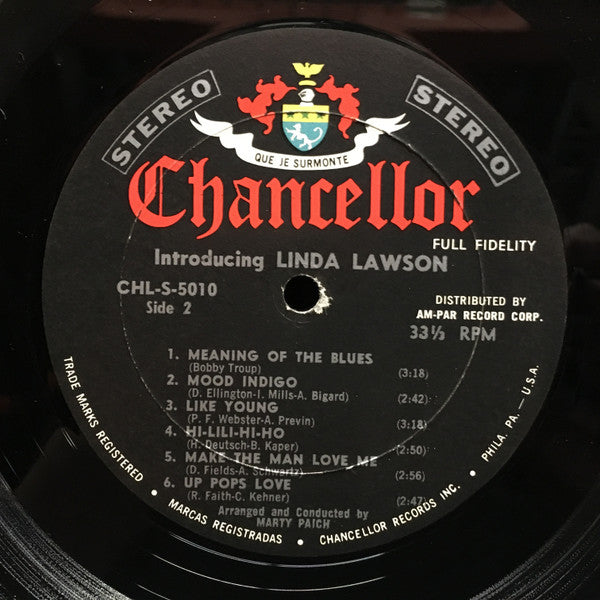 STEREO
STEREO
QUE JE SURMONTE
Chancellor
FULL FIDELITY
Introducing LINDA LAWSON
CHL-S-5010
Side 2
DISTRIBUTED BY
AM-PAR RECORD CORP.
33⅓ RPM
1. MEANING OF THE BLUES
(Bobby Troup) (3:18)
2. MOOD INDIGO
(D. Ellington-I. Mills-A. Bigard) (2:42)
3. LIKE YOUNG
(P. F. Webster-A. Previn) (3:18)
4. HI-LILI-HI-HO
(H. Deutsch-B. Kaper) (2:50)
5. MAKE THE MAN LOVE ME
(D. Fields-A. Schwartz) (2:56)
6. UP POPS LOVE
(R. Faith-C. Kehner) (2:47)
Arranged and Conducted by
MARTY PAICH
TRADE MARKS REGISTERED • MARCAS REGISTRADAS • CHANCELLOR RECORDS INC. • PHILA. PA. — U.S.A.